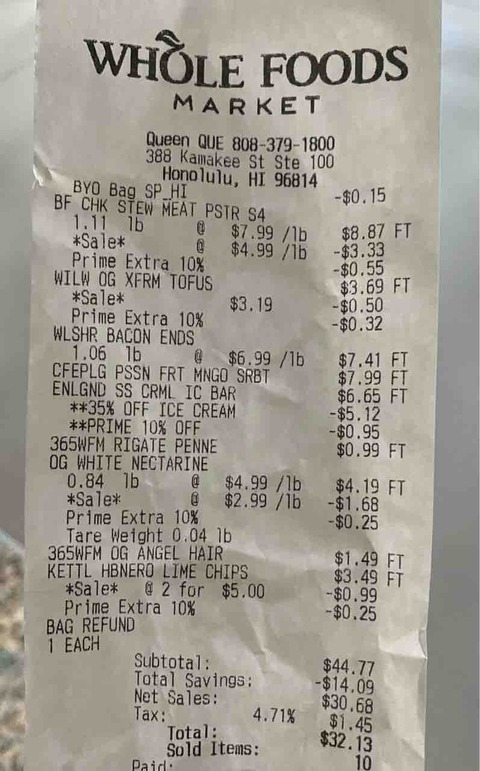 WHOLE FOODS
MARKET
Queen QUE 808-379-1800
388 Kamakee St Ste 100
Honolulu, HI 96814
BYO Bag SP_HI -$0.15
BF CHK STEW MEAT PSTR S4
1.11 lb @ $7.99 /lb $8.87 FT
*Sale* @ $4.99 /lb -$3.33
Prime Extra 10% -$0.55
WILW OG XFRM TOFUS $3.69 FT
*Sale* $3.19 -$0.50
Prime Extra 10% -$0.32
WLSHR BACON ENDS
1.06 lb @ $6.99 /lb $7.41 FT
CFEPLG PSSN FRT MNGO SRBT $7.99 FT
ENLGND SS CRML IC BAR $6.65 FT
**35% OFF ICE CREAM -$5.12
**PRIME 10% OFF -$0.95
365WFM RIGATE PENNE $0.99 FT
OG WHITE NECTARINE
0.84 lb @ $4.99 /lb $4.19 FT
*Sale* @ $2.99 /lb -$1.68
Prime Extra 10% -$0.25
Tare Weight 0.04 lb
365WFM OG ANGEL HAIR $1.49 FT
KETTL HBNERO LIME CHIPS $3.49 FT
*Sale* @ 2 for $5.00 -$0.99
Prime Extra 10% -$0.25
BAG REFUND
1 EACH
Subtotal: $44.77
Total Savings: -$14.09
Net Sales: $30.68
Tax: 4.71% $1.45
Total: $32.13
Sold Items: 10
Paid: